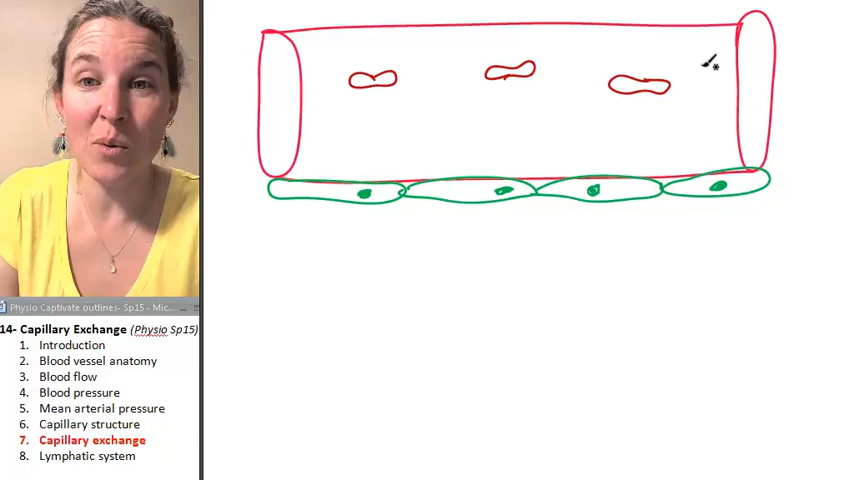 Physio Captivate outlines- Sp15 - Mic...
14- Capillary Exchange (Physio Sp15)
1. Introduction
2. Blood vessel anatomy
3. Blood flow
4. Blood pressure
5. Mean arterial pressure
6. Capillary structure
7. Capillary exchange
8. Lymphatic system